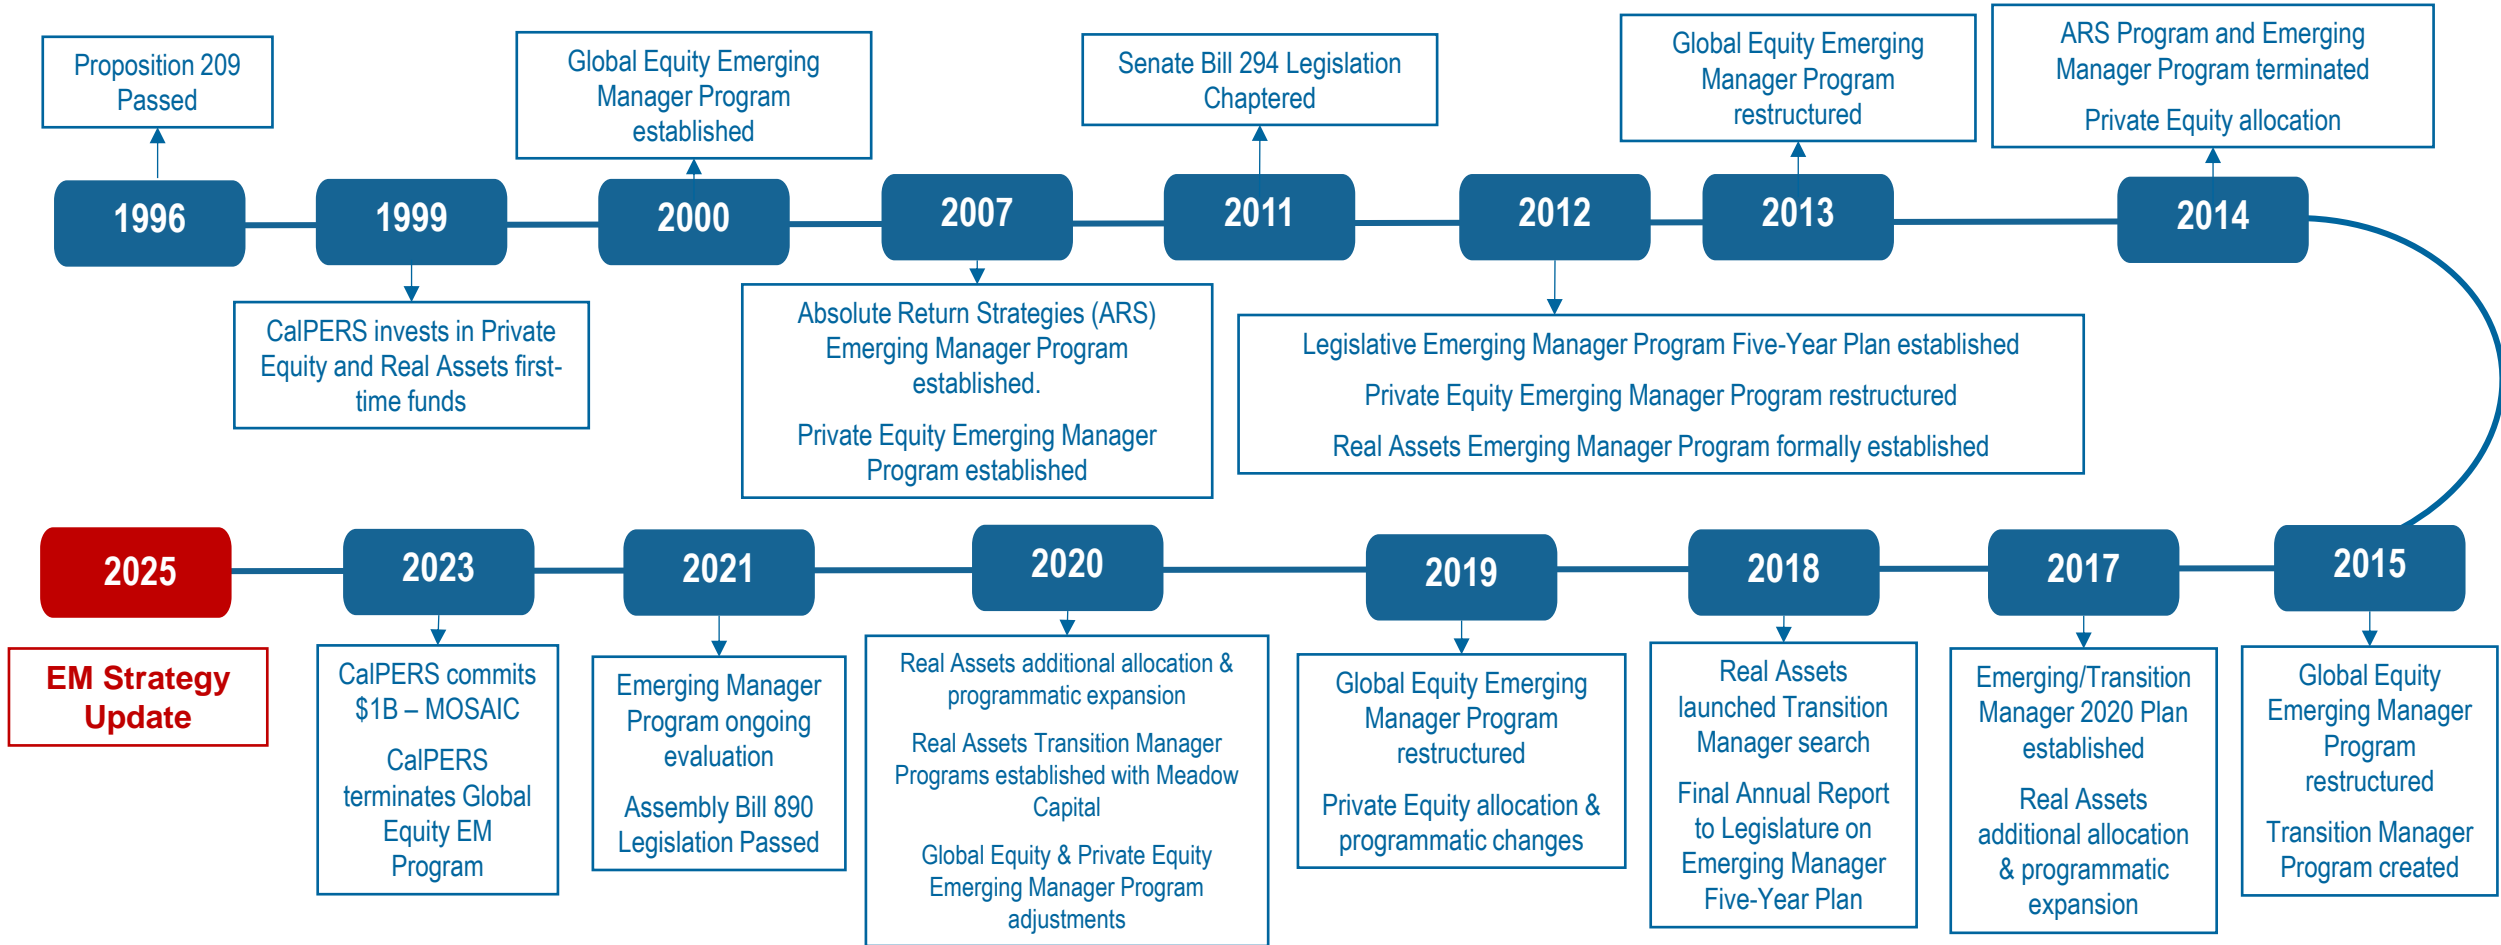 Proposition 209
Passed
Global Equity Emerging
Manager Program
established
Senate Bill 294 Legislation
Chaptered
Global Equity Emerging
Manager Program
restructured
ARS Program and Emerging
Manager Program terminated
Private Equity allocation
1996
1999
2000
2007
2011
2012
2013
2014
CalPERS invests in Private
Equity and Real Assets first-
time funds
Absolute Return Strategies (ARS)
Emerging Manager Program
established.
Private Equity Emerging Manager
Program established
Legislative Emerging Manager Program Five-Year Plan established
Private Equity Emerging Manager Program restructured
Real Assets Emerging Manager Program formally established
2025
2023
2021
2020
2019
2018
2017
2015
EM Strategy
Update
CalPERS commits
$1B – MOSAIC
CalPERS
terminates Global
Equity EM
Program
Emerging Manager
Program ongoing
evaluation
Assembly Bill 890
Legislation Passed
Real Assets additional allocation &
programmatic expansion
Real Assets Transition Manager
Programs established with Meadow
Capital
Global Equity & Private Equity
Emerging Manager Program
adjustments
Global Equity Emerging
Manager Program
restructured
Private Equity allocation &
programmatic changes
Real Assets
launched Transition
Manager search
Final Annual Report
to Legislature on
Emerging Manager
Five-Year Plan
Emerging/Transition
Manager 2020 Plan
established
Real Assets
additional allocation
& programmatic
expansion
Global Equity
Emerging Manager
Program
restructured
Transition Manager
Program created